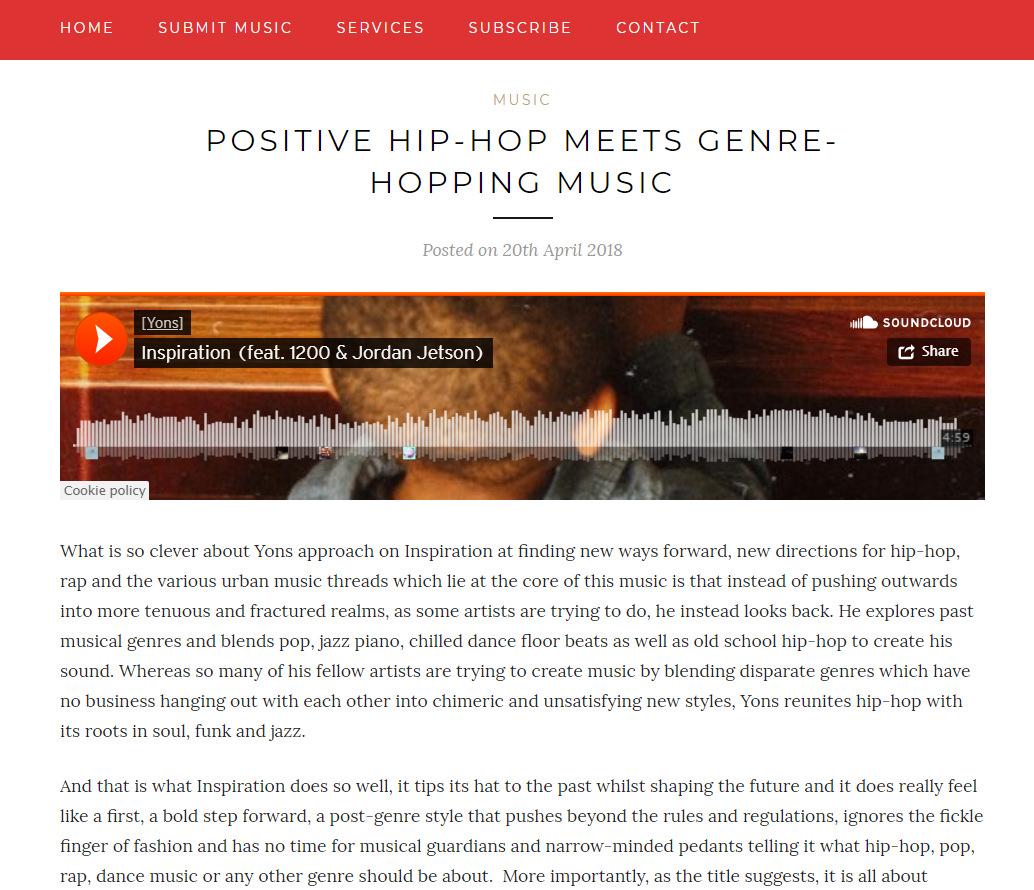 HOME SUBMIT MUSIC SERVICES SUBSCRIBE CONTACT
MUSIC
POSITIVE HIP-HOP MEETS GENRE-
HOPPING MUSIC
Posted on 20th April 2018
[Yons]
SOUNDCLOUD
Inspiration (feat. 1200 & Jordan Jetson)
Share
4:59
Cookie policy
What is so clever about Yons approach on Inspiration at finding new ways forward, new directions for hip-hop,
rap and the various urban music threads which lie at the core of this music is that instead of pushing outwards
into more tenuous and fractured realms, as some artists are trying to do, he instead looks back. He explores past
musical genres and blends pop, jazz piano, chilled dance floor beats as well as old school hip-hop to create his
sound. Whereas so many of his fellow artists are trying to create music by blending disparate genres which have
no business hanging out with each other into chimeric and unsatisfying new styles, Yons reunites hip-hop with
its roots in soul, funk and jazz.
And that is what Inspiration does so well, it tips its hat to the past whilst shaping the future and it does really feel
like a first, a bold step forward, a post-genre style that pushes beyond the rules and regulations, ignores the fickle
finger of fashion and has no time for musical guardians and narrow-minded pedants telling it what hip-hop, pop,
rap, dance music or any other genre should be about.  More importantly, as the title suggests, it is all about